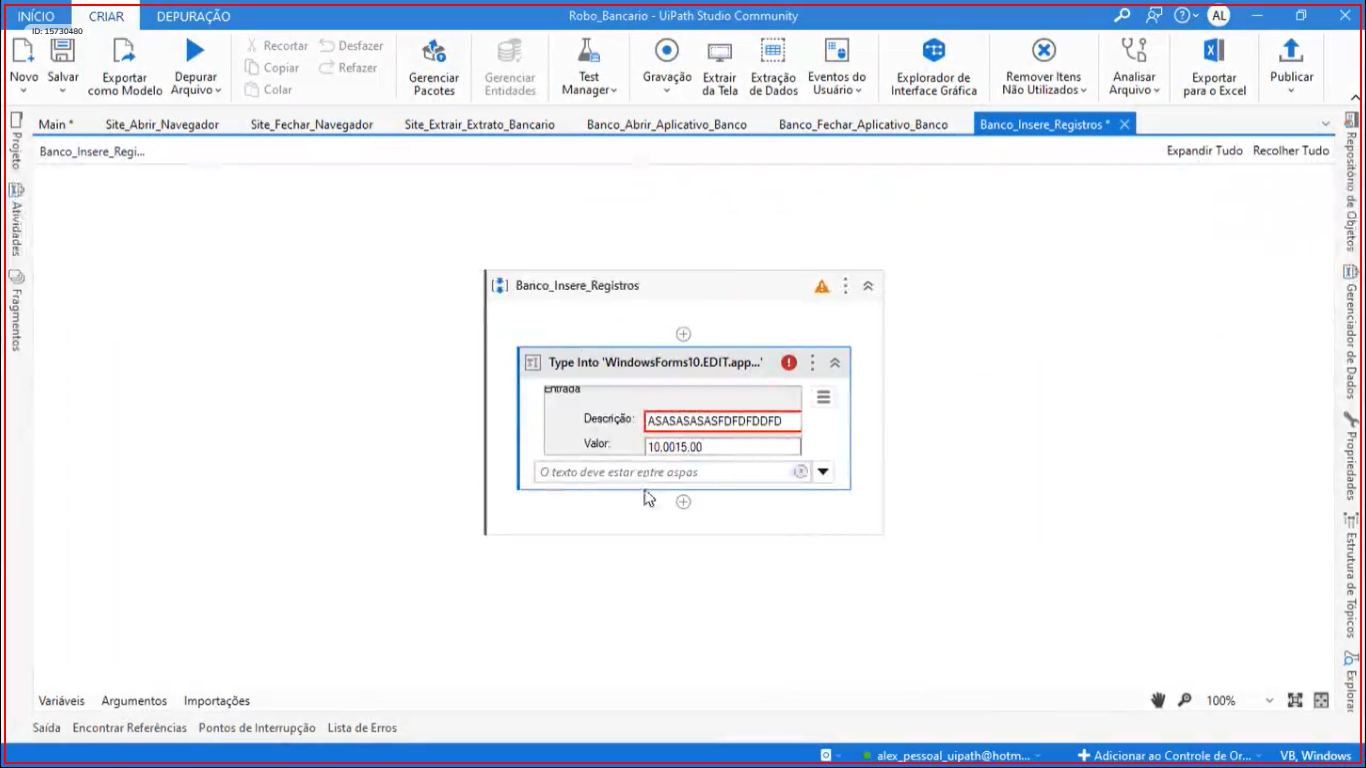 INÍCIO CRIAR DEPURAÇÃO Robo_Bancario - UiPath Studio Community AL
ID: 15730480
Novo Salvar Exportar como Modelo Depurar Arquivo Recortar Copiar Colar Desfazer Refazer Gerenciar Pacotes Gerenciar Entidades Test Manager Gravação Extrair da Tela Extração de Dados Eventos do Usuário Explorador de Interface Gráfica Remover Itens Não Utilizados Analisar Arquivo Exportar para o Excel Publicar
Main * Site_Abrir_Navegador Site_Fechar_Navegador Site_Extrair_Extrato_Bancario Banco_Abrir_Aplicativo_Banco Banco_Fechar_Aplicativo_Banco Banco_Insere_Registros *
Banco_Insere_Regi... Expandir Tudo Recolher Tudo
Projeto
Atividades
Fragmentos
Banco_Insere_Registros
Type Into 'WindowsForms10.EDIT.app...'
Entrada
Descrição: ASASASASASFDFDFDDFD
Valor: 10.0015.00
O texto deve estar entre aspas
Repositório de Objetos
Gerenciador de Dados
Propriedades
Estrutura de Tópicos
Explorar
Variáveis Argumentos Importações 100%
Saída Encontrar Referências Pontos de Interrupção Lista de Erros
alex_pessoal_uipath@hotm... Adicionar ao Controle de Or... VB, Windows